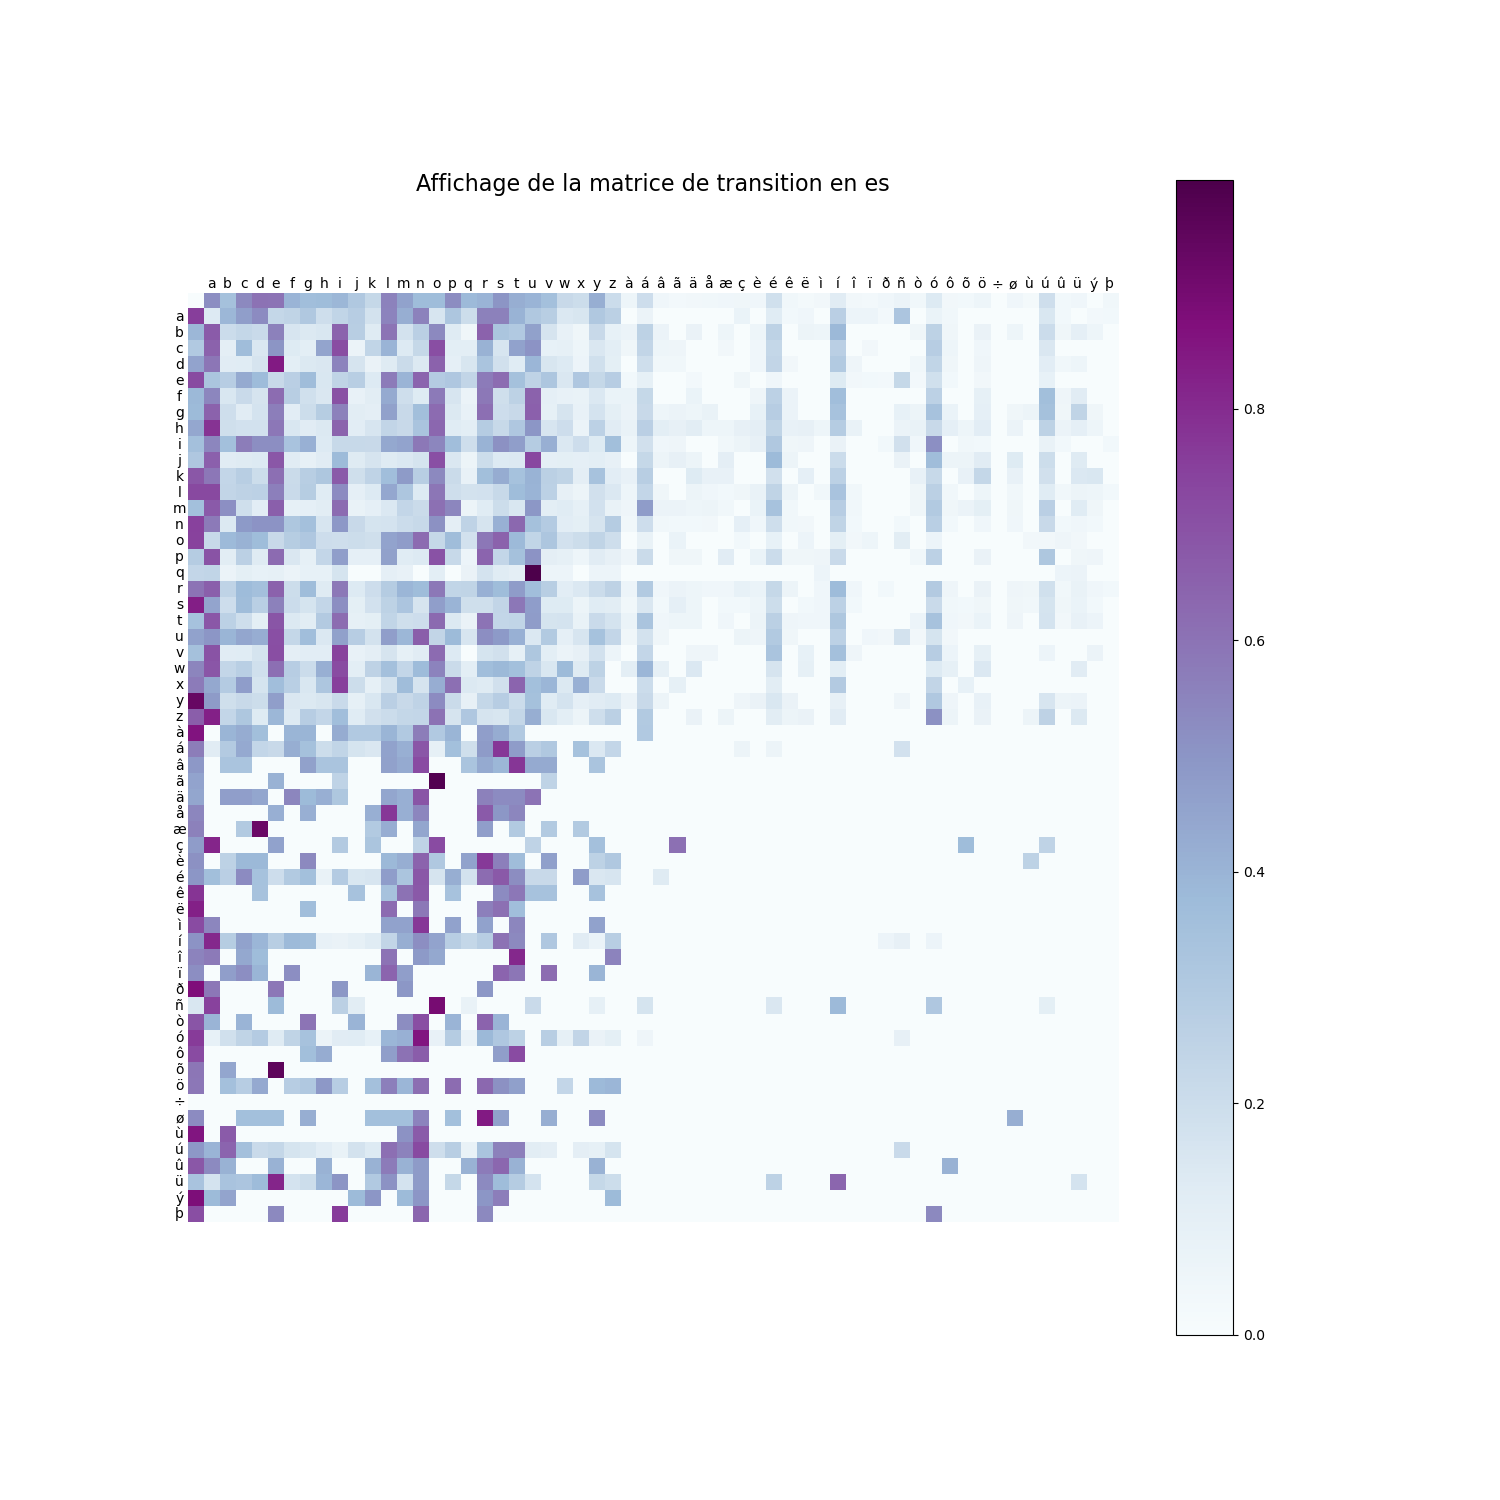 Affichage de la matrice de transition en es
a b c d e f g h i j k l m n o p q r s t u v w x y z à á â ã ä å æ ç è é ê ë ì í î ï ð ñ ò ó ô õ ö ÷ ø ù ú û ü ý þ
a
b
c
d
e
f
g
h
i
j
k
l
m
n
o
p
q
r
s
t
u
v
w
x
y
z
à
á
â
ã
ä
å
æ
ç
è
é
ê
ë
ì
í
î
ï
ð
ñ
ò
ó
ô
õ
ö
÷
ø
ù
ú
û
ü
ý
þ
0.8
0.6
0.4
0.2
0.0